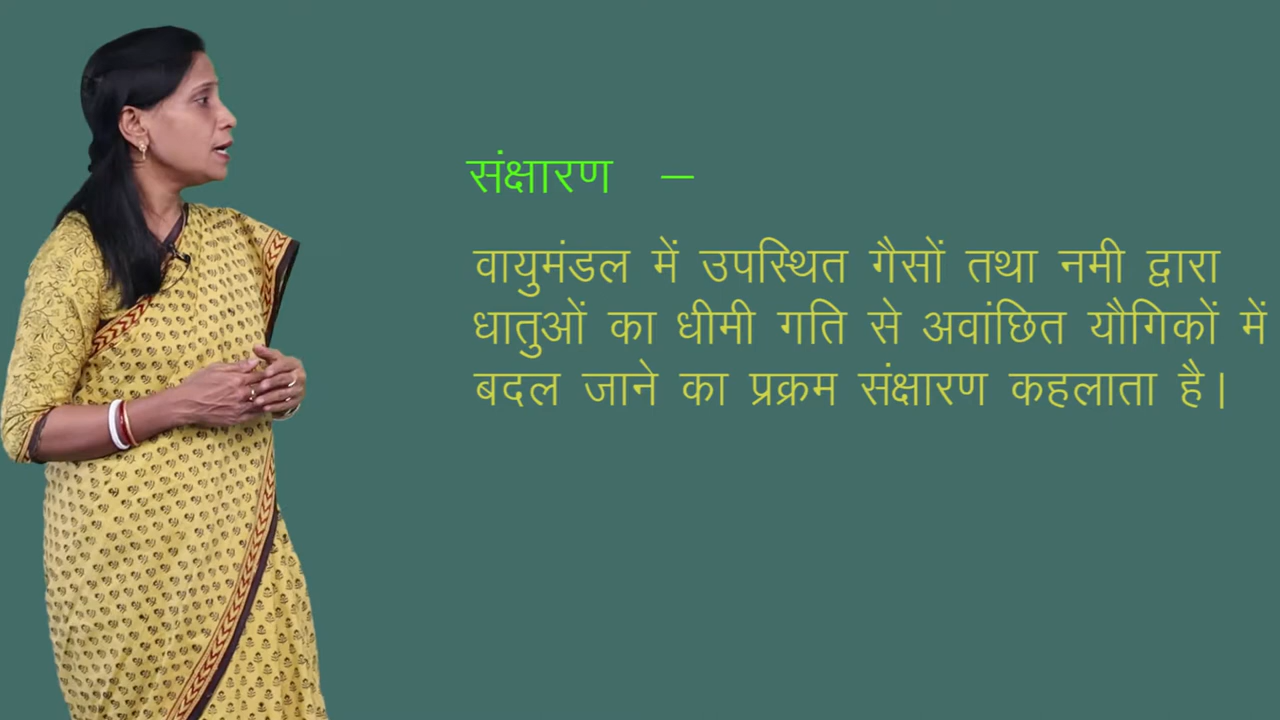 संक्षारण –
वायुमंडल में उपस्थित गैसों तथा नमी द्वारा
धातुओं का धीमी गति से अवांछित यौगिकों में
बदल जाने का प्रक्रम संक्षारण कहलाता है।